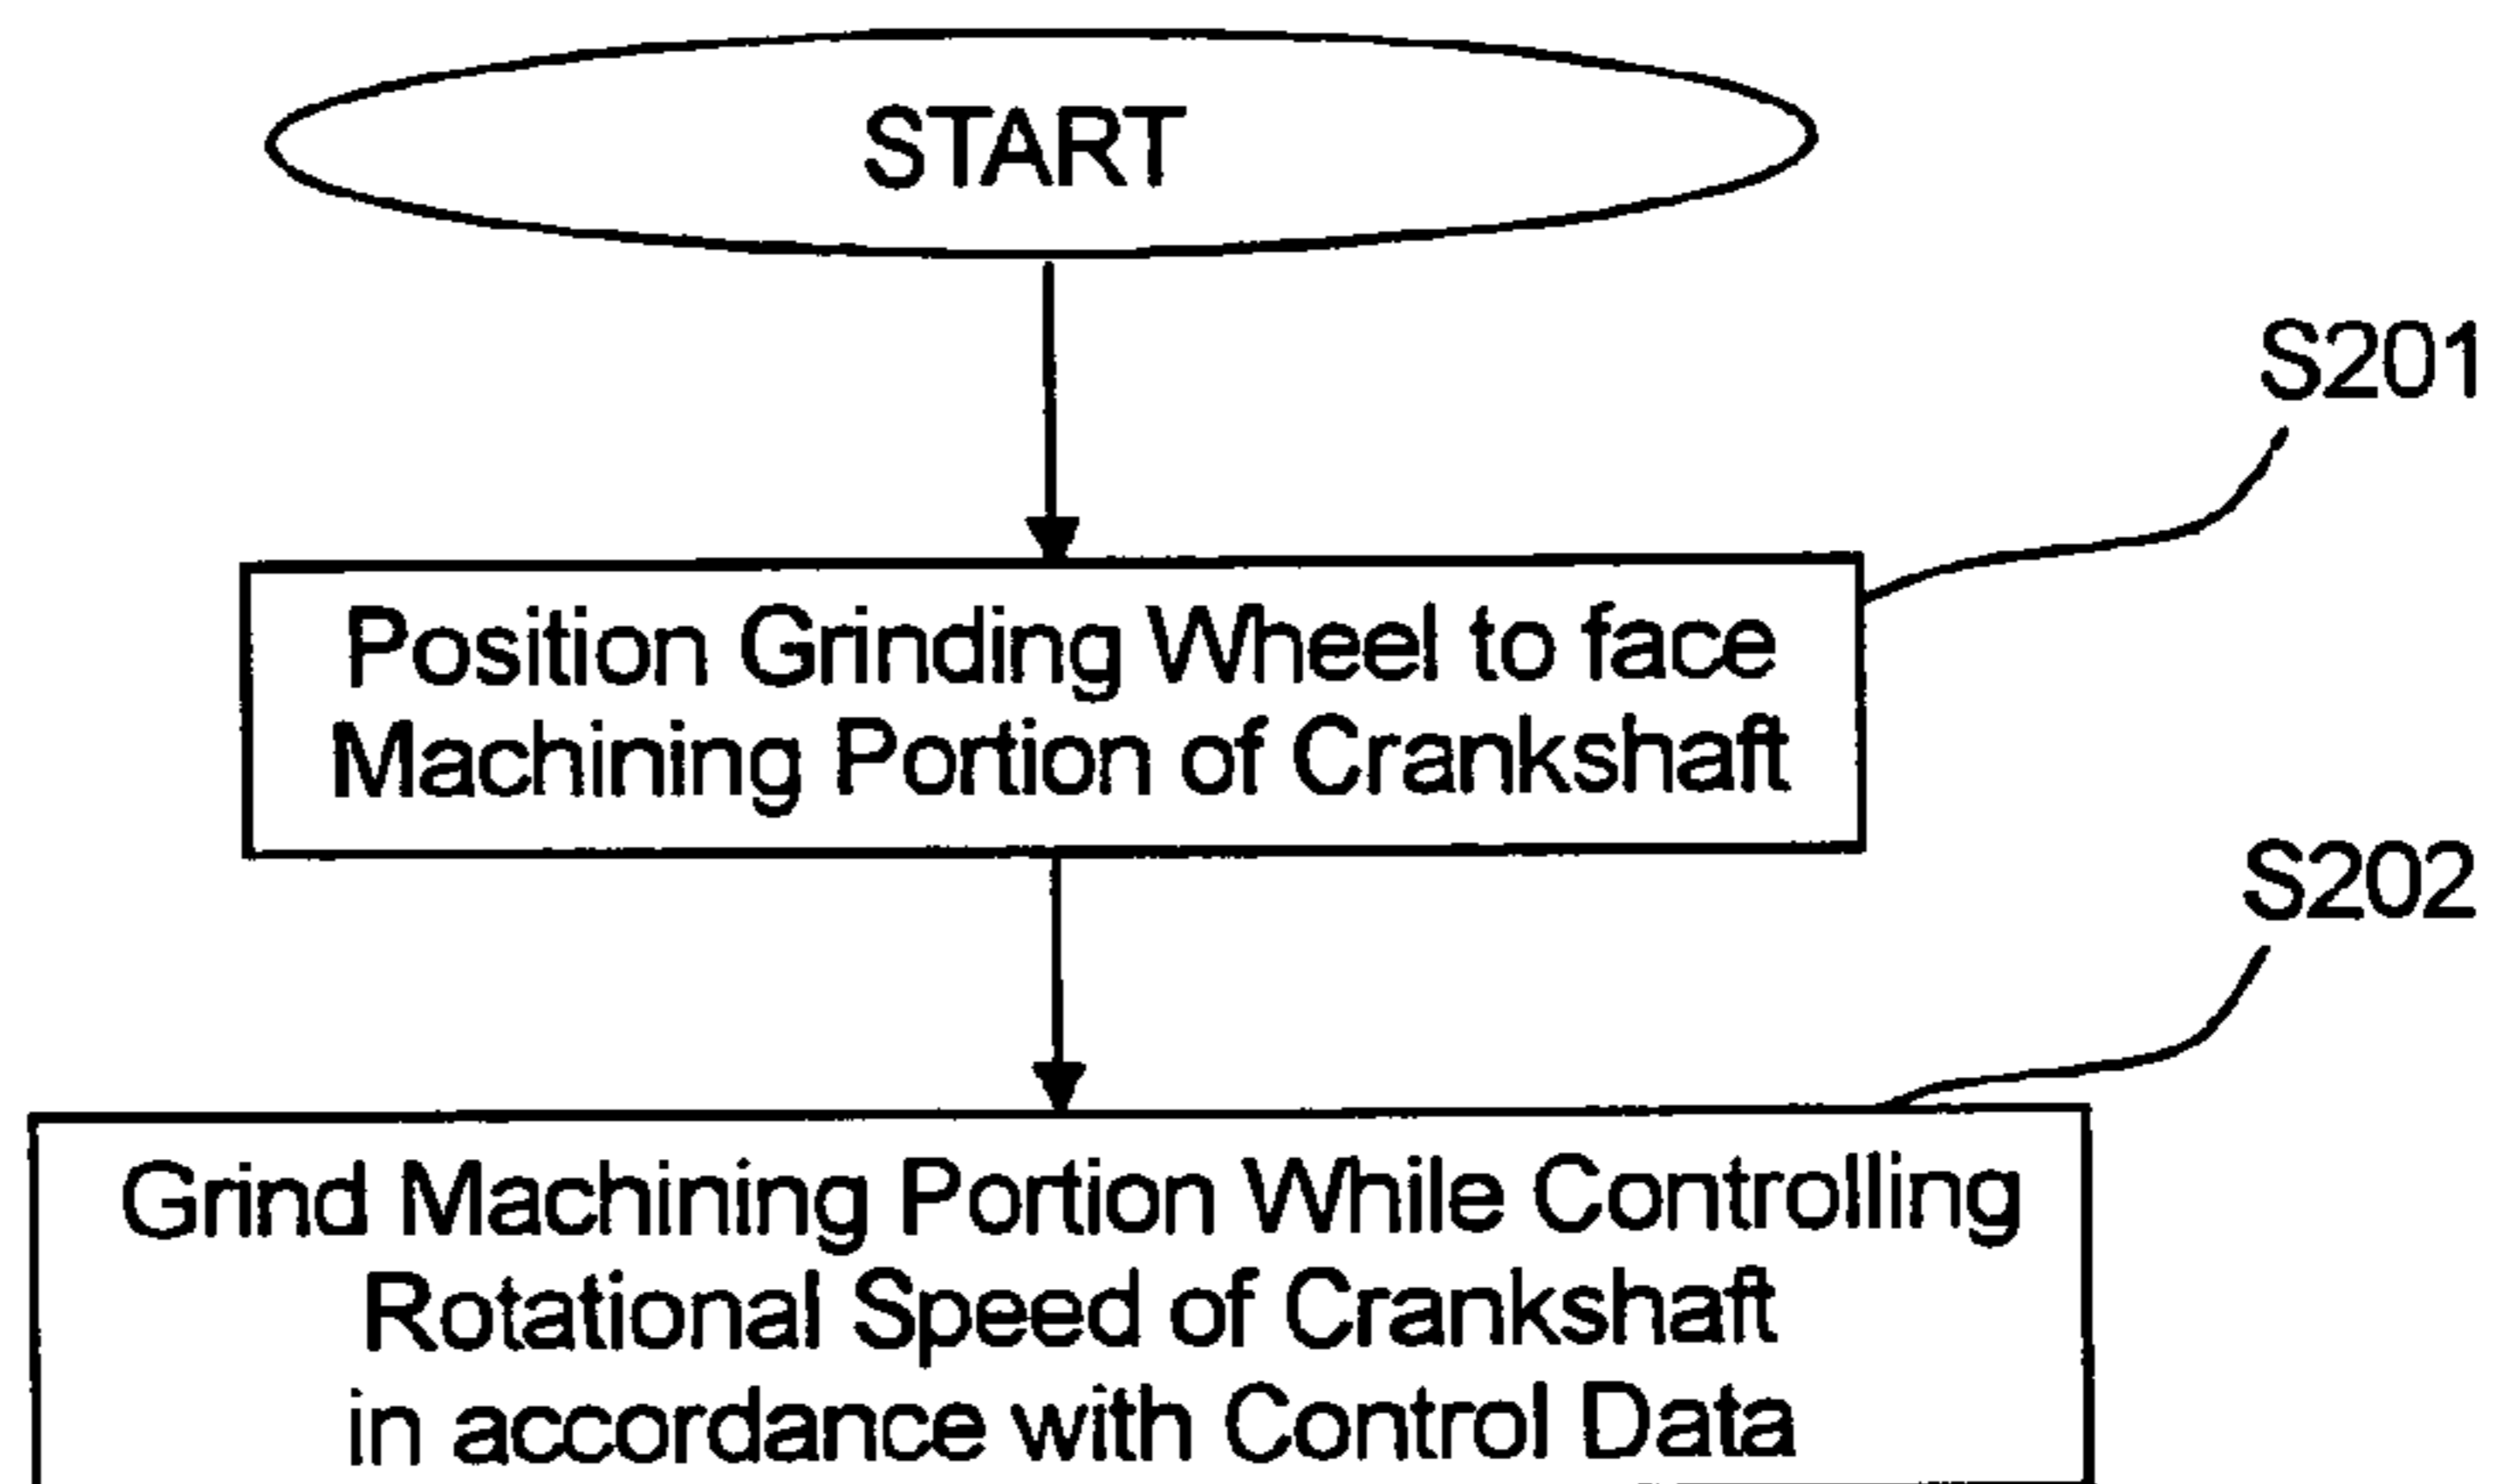 START
S201
Position Grinding Wheel to face
Machining Portion of Crankshaft
S202
Grind Machining Portion While Controlling
Rotational Speed of Crankshaft
in accordance with Control Data